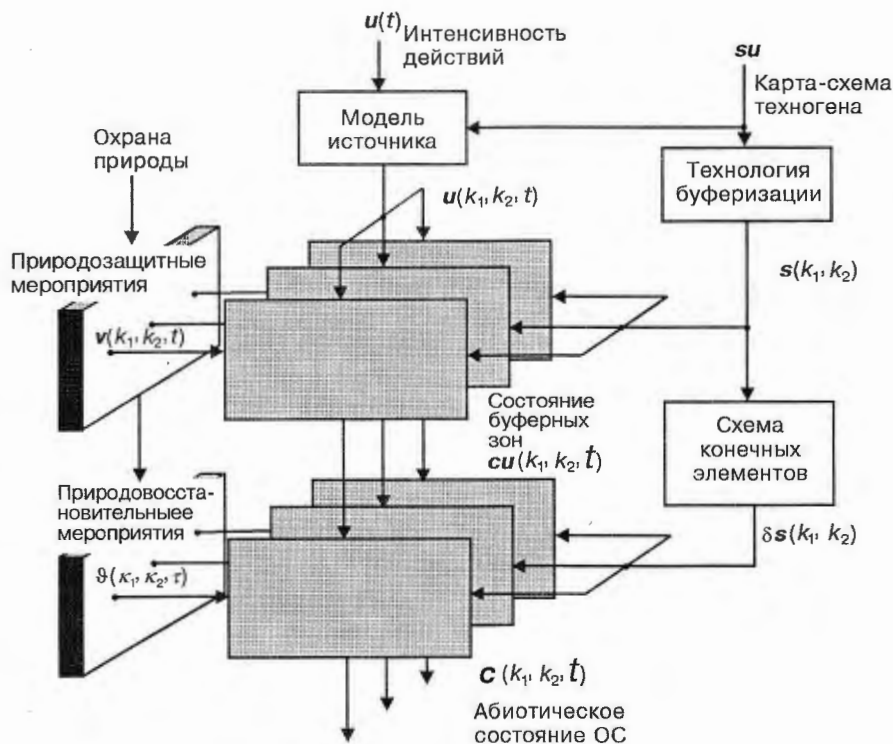 u(t) Интенсивность
действий
su
Карта-схема
техногена
Модель
источника
Охрана
природы
Технология
буферизации
u(k₁, k₂, t)
Природозащитные
мероприятия
s(k₁, k₂)
v(k₁, k₂, t)
Состояние
буферных
зон
cu(k₁, k₂, t)
Схема
конечных
элементов
Природовосста-
новительныее
мероприятия
δs(k₁, k₂)
ϑ(κ₁, κ₂, τ)
C(k₁, k₂, t)
Абиотическое
состояние ОС